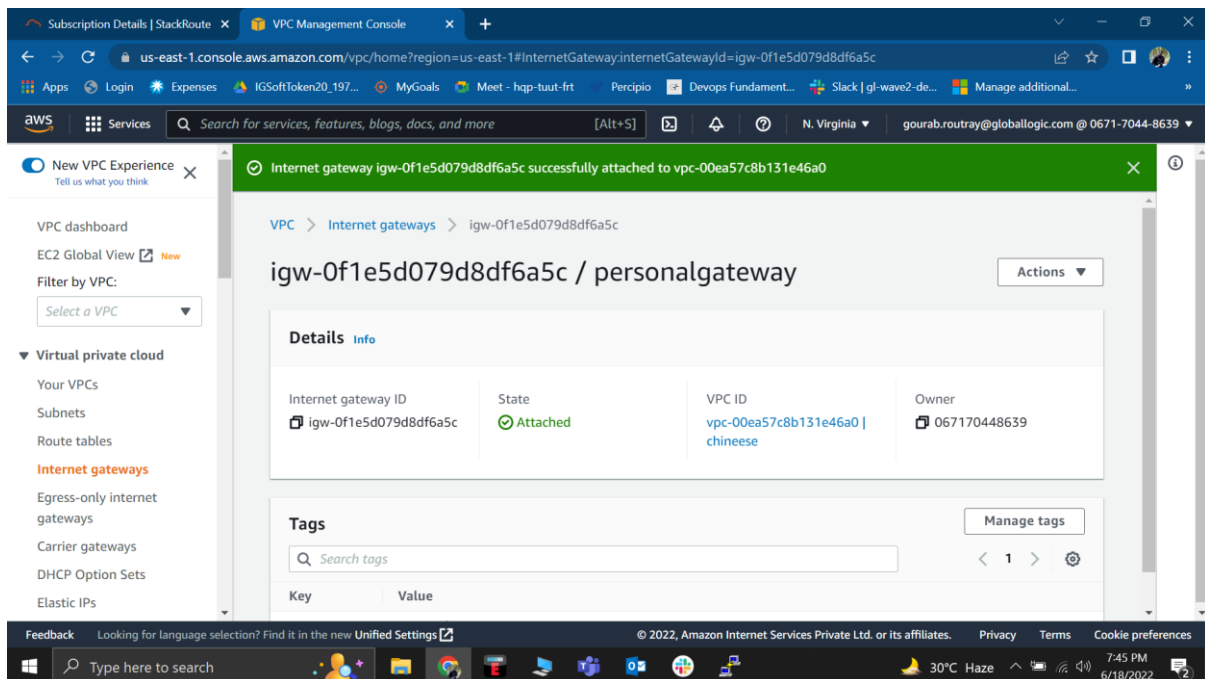 Subscription Details | StackRoute
VPC Management Console
us-east-1.console.aws.amazon.com/vpc/home?region=us-east-1#InternetGateway:internetGatewayId=igw-0f1e5d079d8df6a5c
Apps Login Expenses IGSoftToken20_197... MyGoals Meet - hqp-tuut-frt Percipio Devops Fundament... Slack | gl-wave2-de... Manage additional... »
aws Services Search for services, features, blogs, docs, and more [Alt+S] N. Virginia ▼ gourab.routray@globallogic.com @ 0671-7044-8639 ▼
New VPC Experience
Tell us what you think
Internet gateway igw-0f1e5d079d8df6a5c successfully attached to vpc-00ea57c8b131e46a0
VPC dashboard
EC2 Global View New
Filter by VPC:
Select a VPC
Virtual private cloud
Your VPCs
Subnets
Route tables
Internet gateways
Egress-only internet
gateways
Carrier gateways
DHCP Option Sets
Elastic IPs
VPC > Internet gateways > igw-0f1e5d079d8df6a5c
igw-0f1e5d079d8df6a5c / personalgateway
Actions ▼
Details Info
Internet gateway ID
igw-0f1e5d079d8df6a5c
State
Attached
VPC ID
vpc-00ea57c8b131e46a0 |
chineese
Owner
067170448639
Tags
Manage tags
Search tags
< 1 >
Key Value
Feedback Looking for language selection? Find it in the new Unified Settings © 2022, Amazon Internet Services Private Ltd. or its affiliates. Privacy Terms Cookie preferences
Type here to search
30°C Haze
7:45 PM
6/18/2022
2